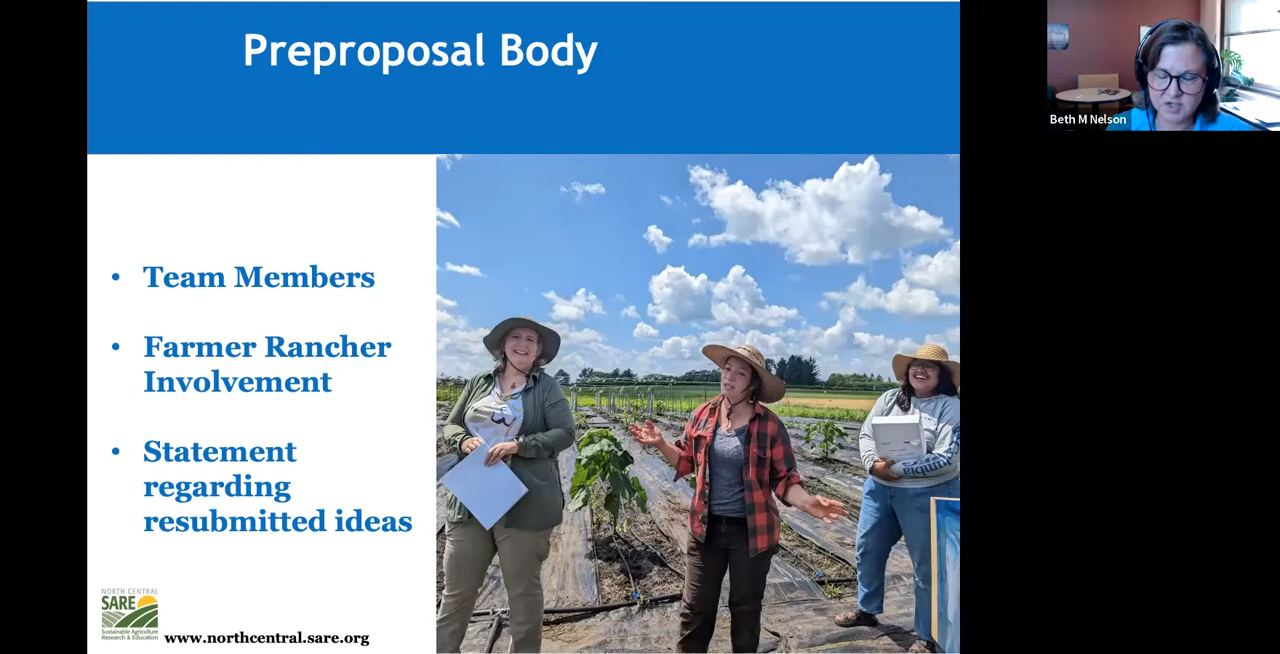 Preproposal Body
Beth M Nelson
• Team Members
• Farmer Rancher
Involvement
• Statement
regarding
resubmitted ideas
NORTH CENTRAL
SARE
Sustainable Agriculture
Research & Education
www.northcentral.sare.org